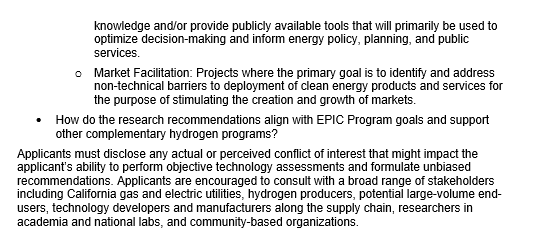 knowledge and/or provide publicly available tools that will primarily be used to
optimize decision-making and inform energy policy, planning, and public
services.
o Market Facilitation: Projects where the primary goal is to identify and address
non-technical barriers to deployment of clean energy products and services for
the purpose of stimulating the creation and growth of markets.
• How do the research recommendations align with EPIC Program goals and support
other complementary hydrogen programs?
Applicants must disclose any actual or perceived conflict of interest that might impact the
applicant's ability to perform objective technology assessments and formulate unbiased
recommendations. Applicants are encouraged to consult with a broad range of stakeholders
including California gas and electric utilities, hydrogen producers, potential large-volume end-
users, technology developers and manufacturers along the supply chain, researchers in
academia and national labs, and community-based organizations.